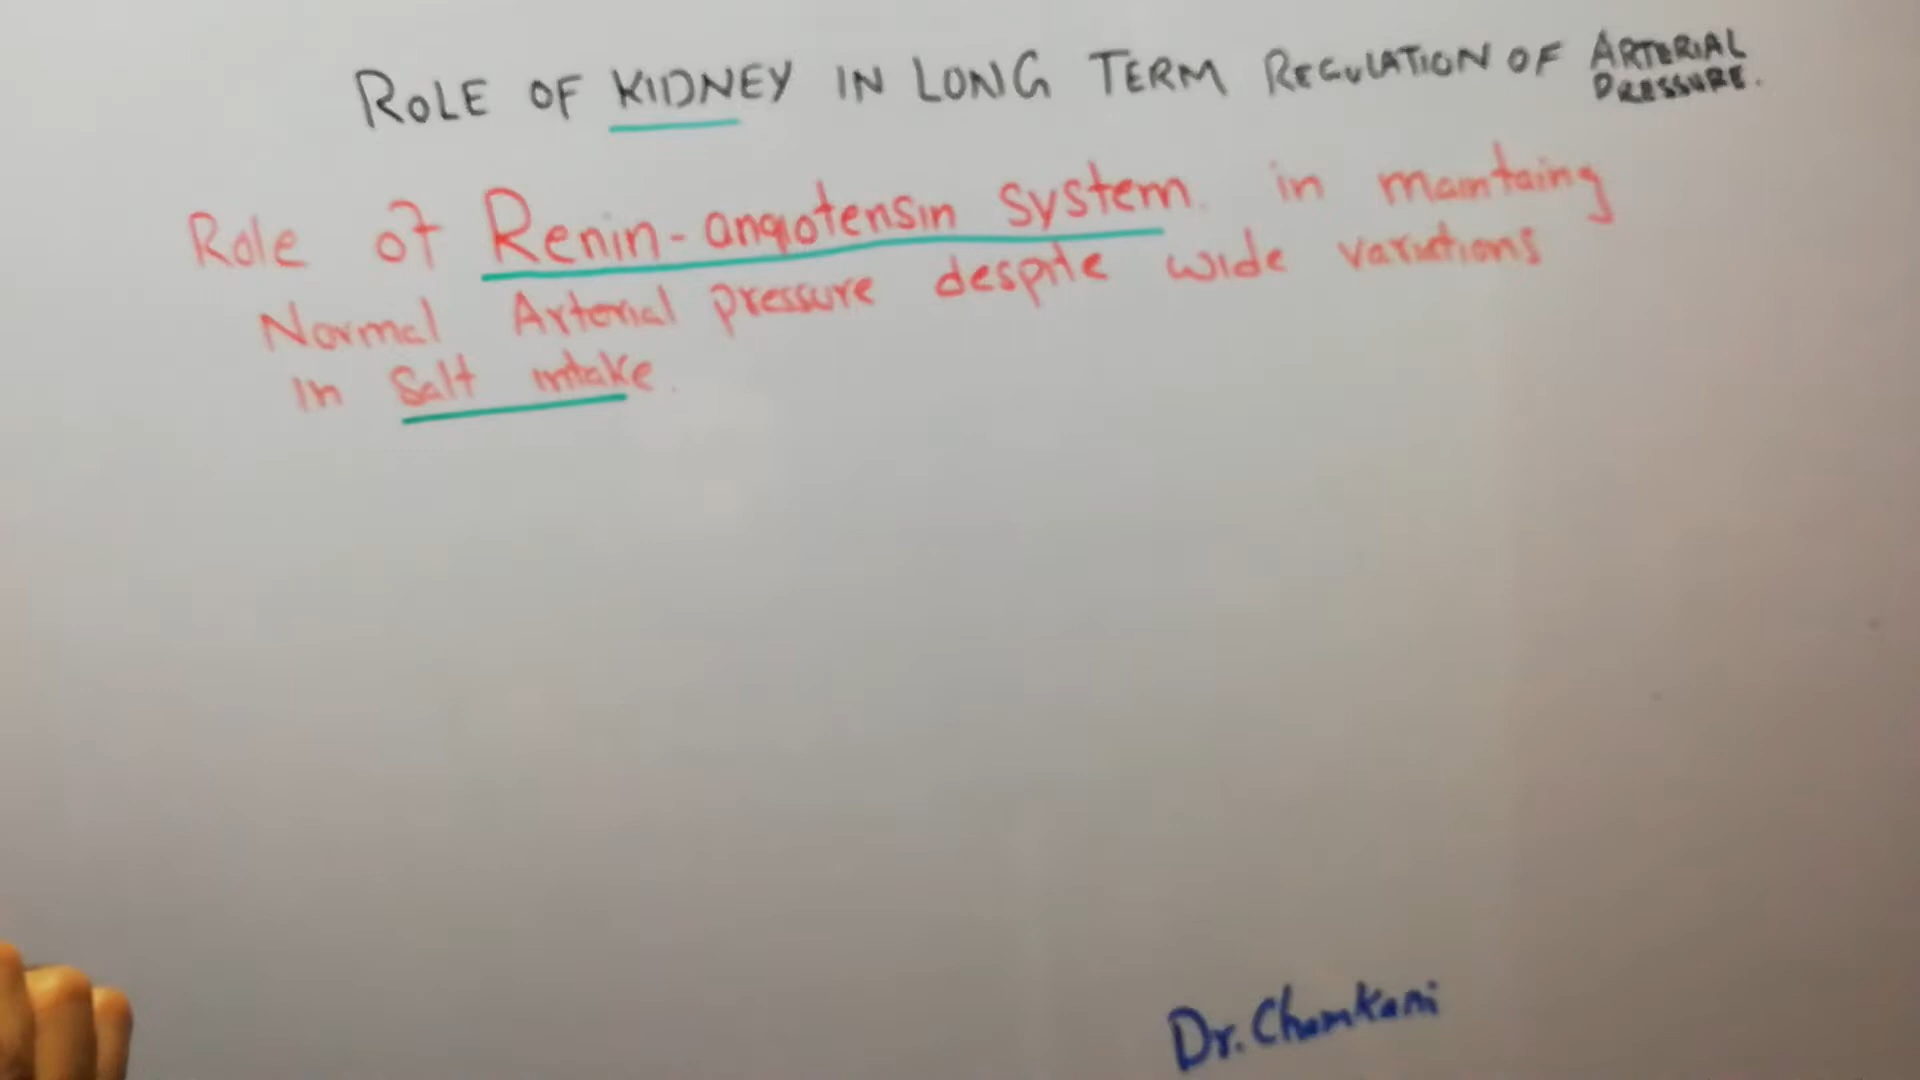 ROLE OF KIDNEY IN LONG TERM REGULATION OF ARTERIAL PRESSURE.
Role of Renin-angiotensin system in maintaing
Normal Arterial pressure despite wide variations
in Salt intake.
Dr. Chamkani